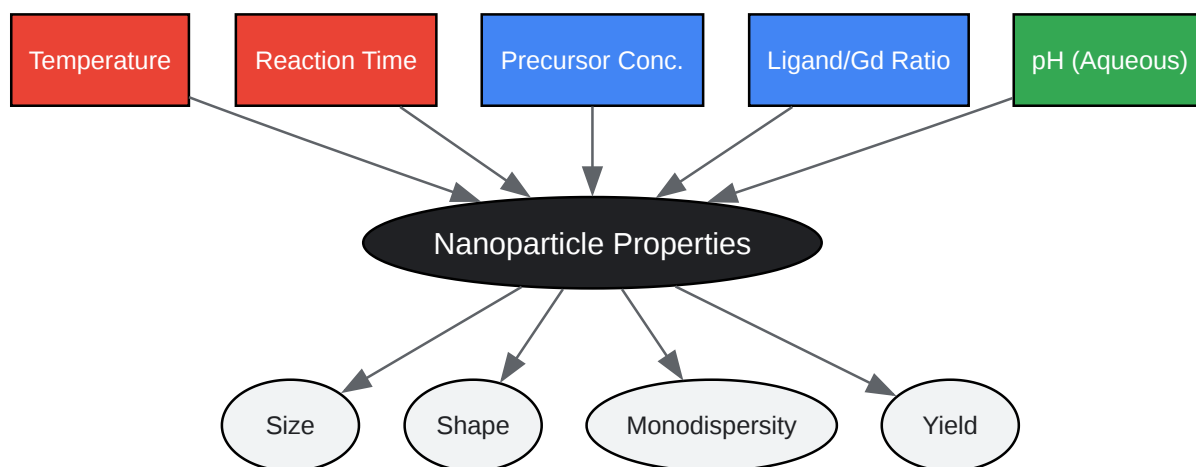 Temperature
Reaction Time
Precursor Conc.
Ligand/Gd Ratio
pH (Aqueous)
Nanoparticle Properties
Size
Shape
Monodispersity
Yield